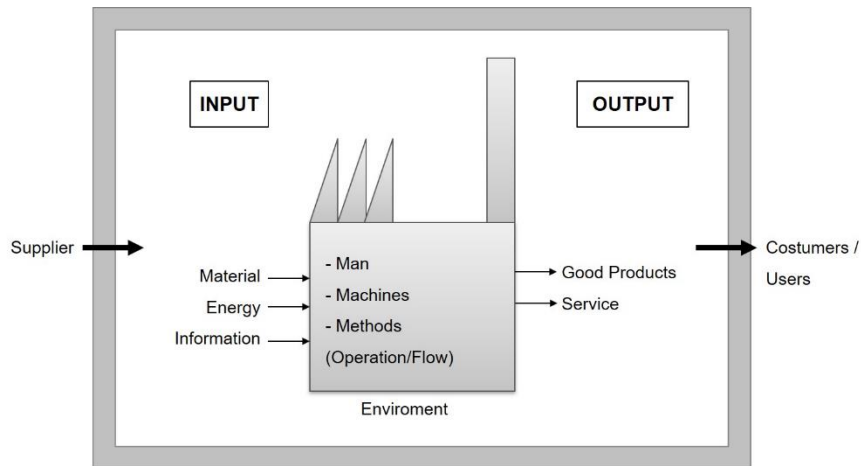 INPUT
OUTPUT
Supplier
Material
Energy
Information
- Man
- Machines
- Methods
(Operation/Flow)
Good Products
Service
Costumers /
Users
Enviroment